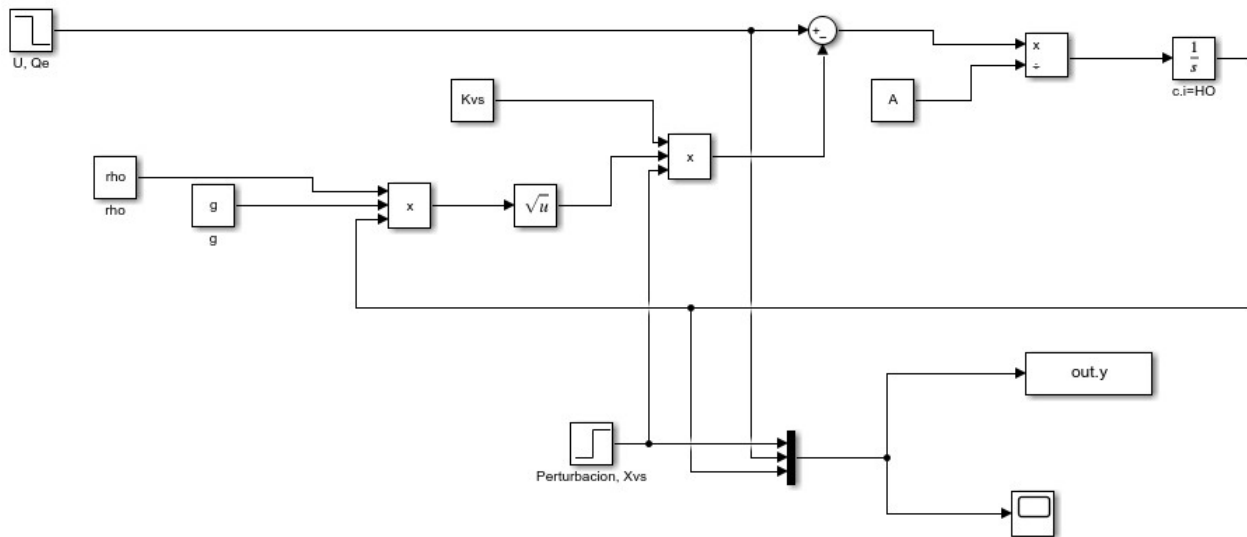 U, Qe
+
-
x
÷
1
s
c.i=HO
Kvs
A
x
rho
rho
g
g
x
√u
out.y
Perturbacion, Xvs